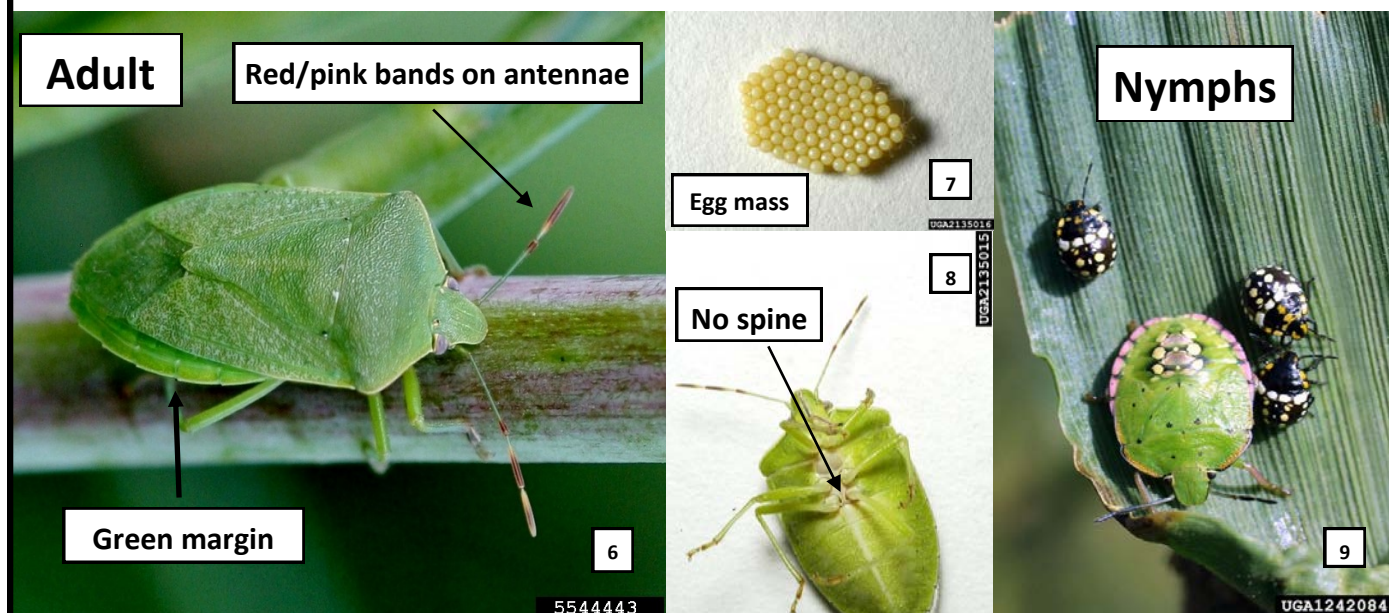 Adult
Red/pink bands on antennae
Green margin
6
5544443
Egg mass
7
UGA2135016
8
UGA2135015
No spine
Nymphs
9
UGA1242084